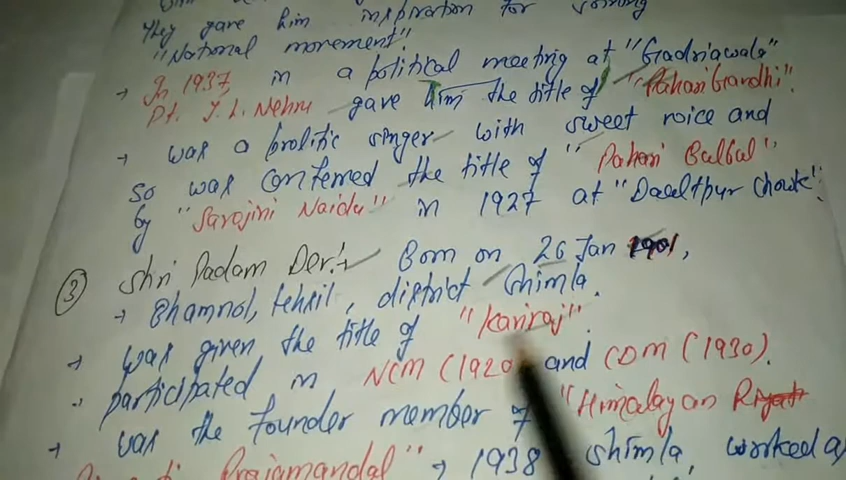 They gave him inspiration for joining
"National movement".
→ In 1937, in a political meeting at "Gadriawala"
Pt. J. L. Nehru gave him the title of "Pahari Gandhi".
→ was a prolific singer with sweet voice and
so was conferred the title of "Pahari Bulbul"
by "Sarojini Naidu" in 1927 at "Daealtpur Chowk".
③ Shri Padam Dev:- Born on 26 Jan 1901,
→ Bhamnol, tehsil, district Shimla.
→ was given the title of "Kaviraj".
→ participated in NCM (1920) and CDM (1930).
→ was the founder member of "Himalayan
Prajamandal" → 1938 Shimla, worked